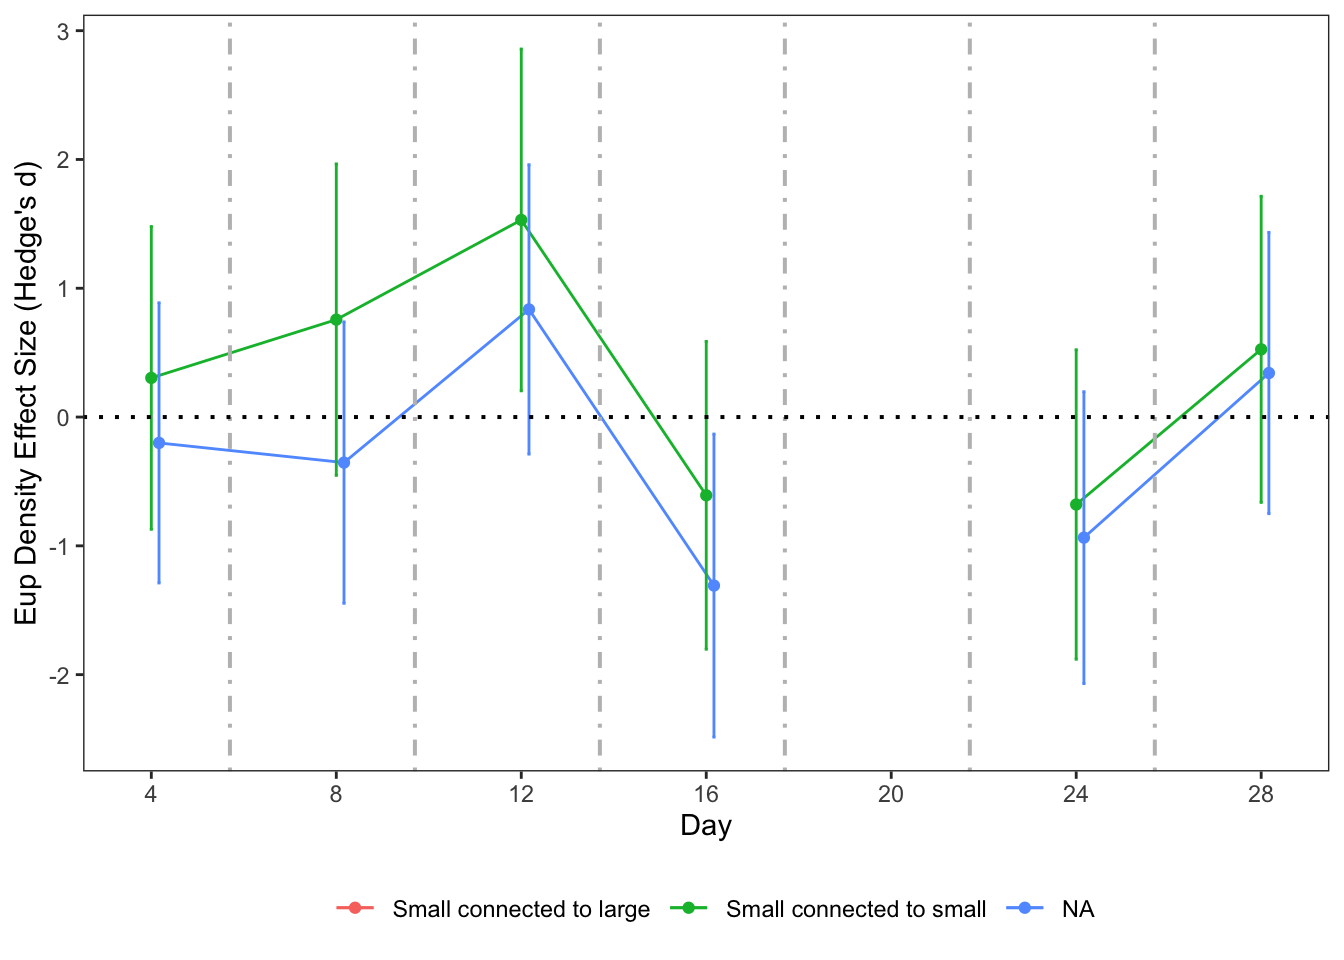 3
2
1
0
-1
-2
Eup Density Effect Size (Hedge's d)
4 8 12 16 20 24 28
Day
Small connected to large Small connected to small NA